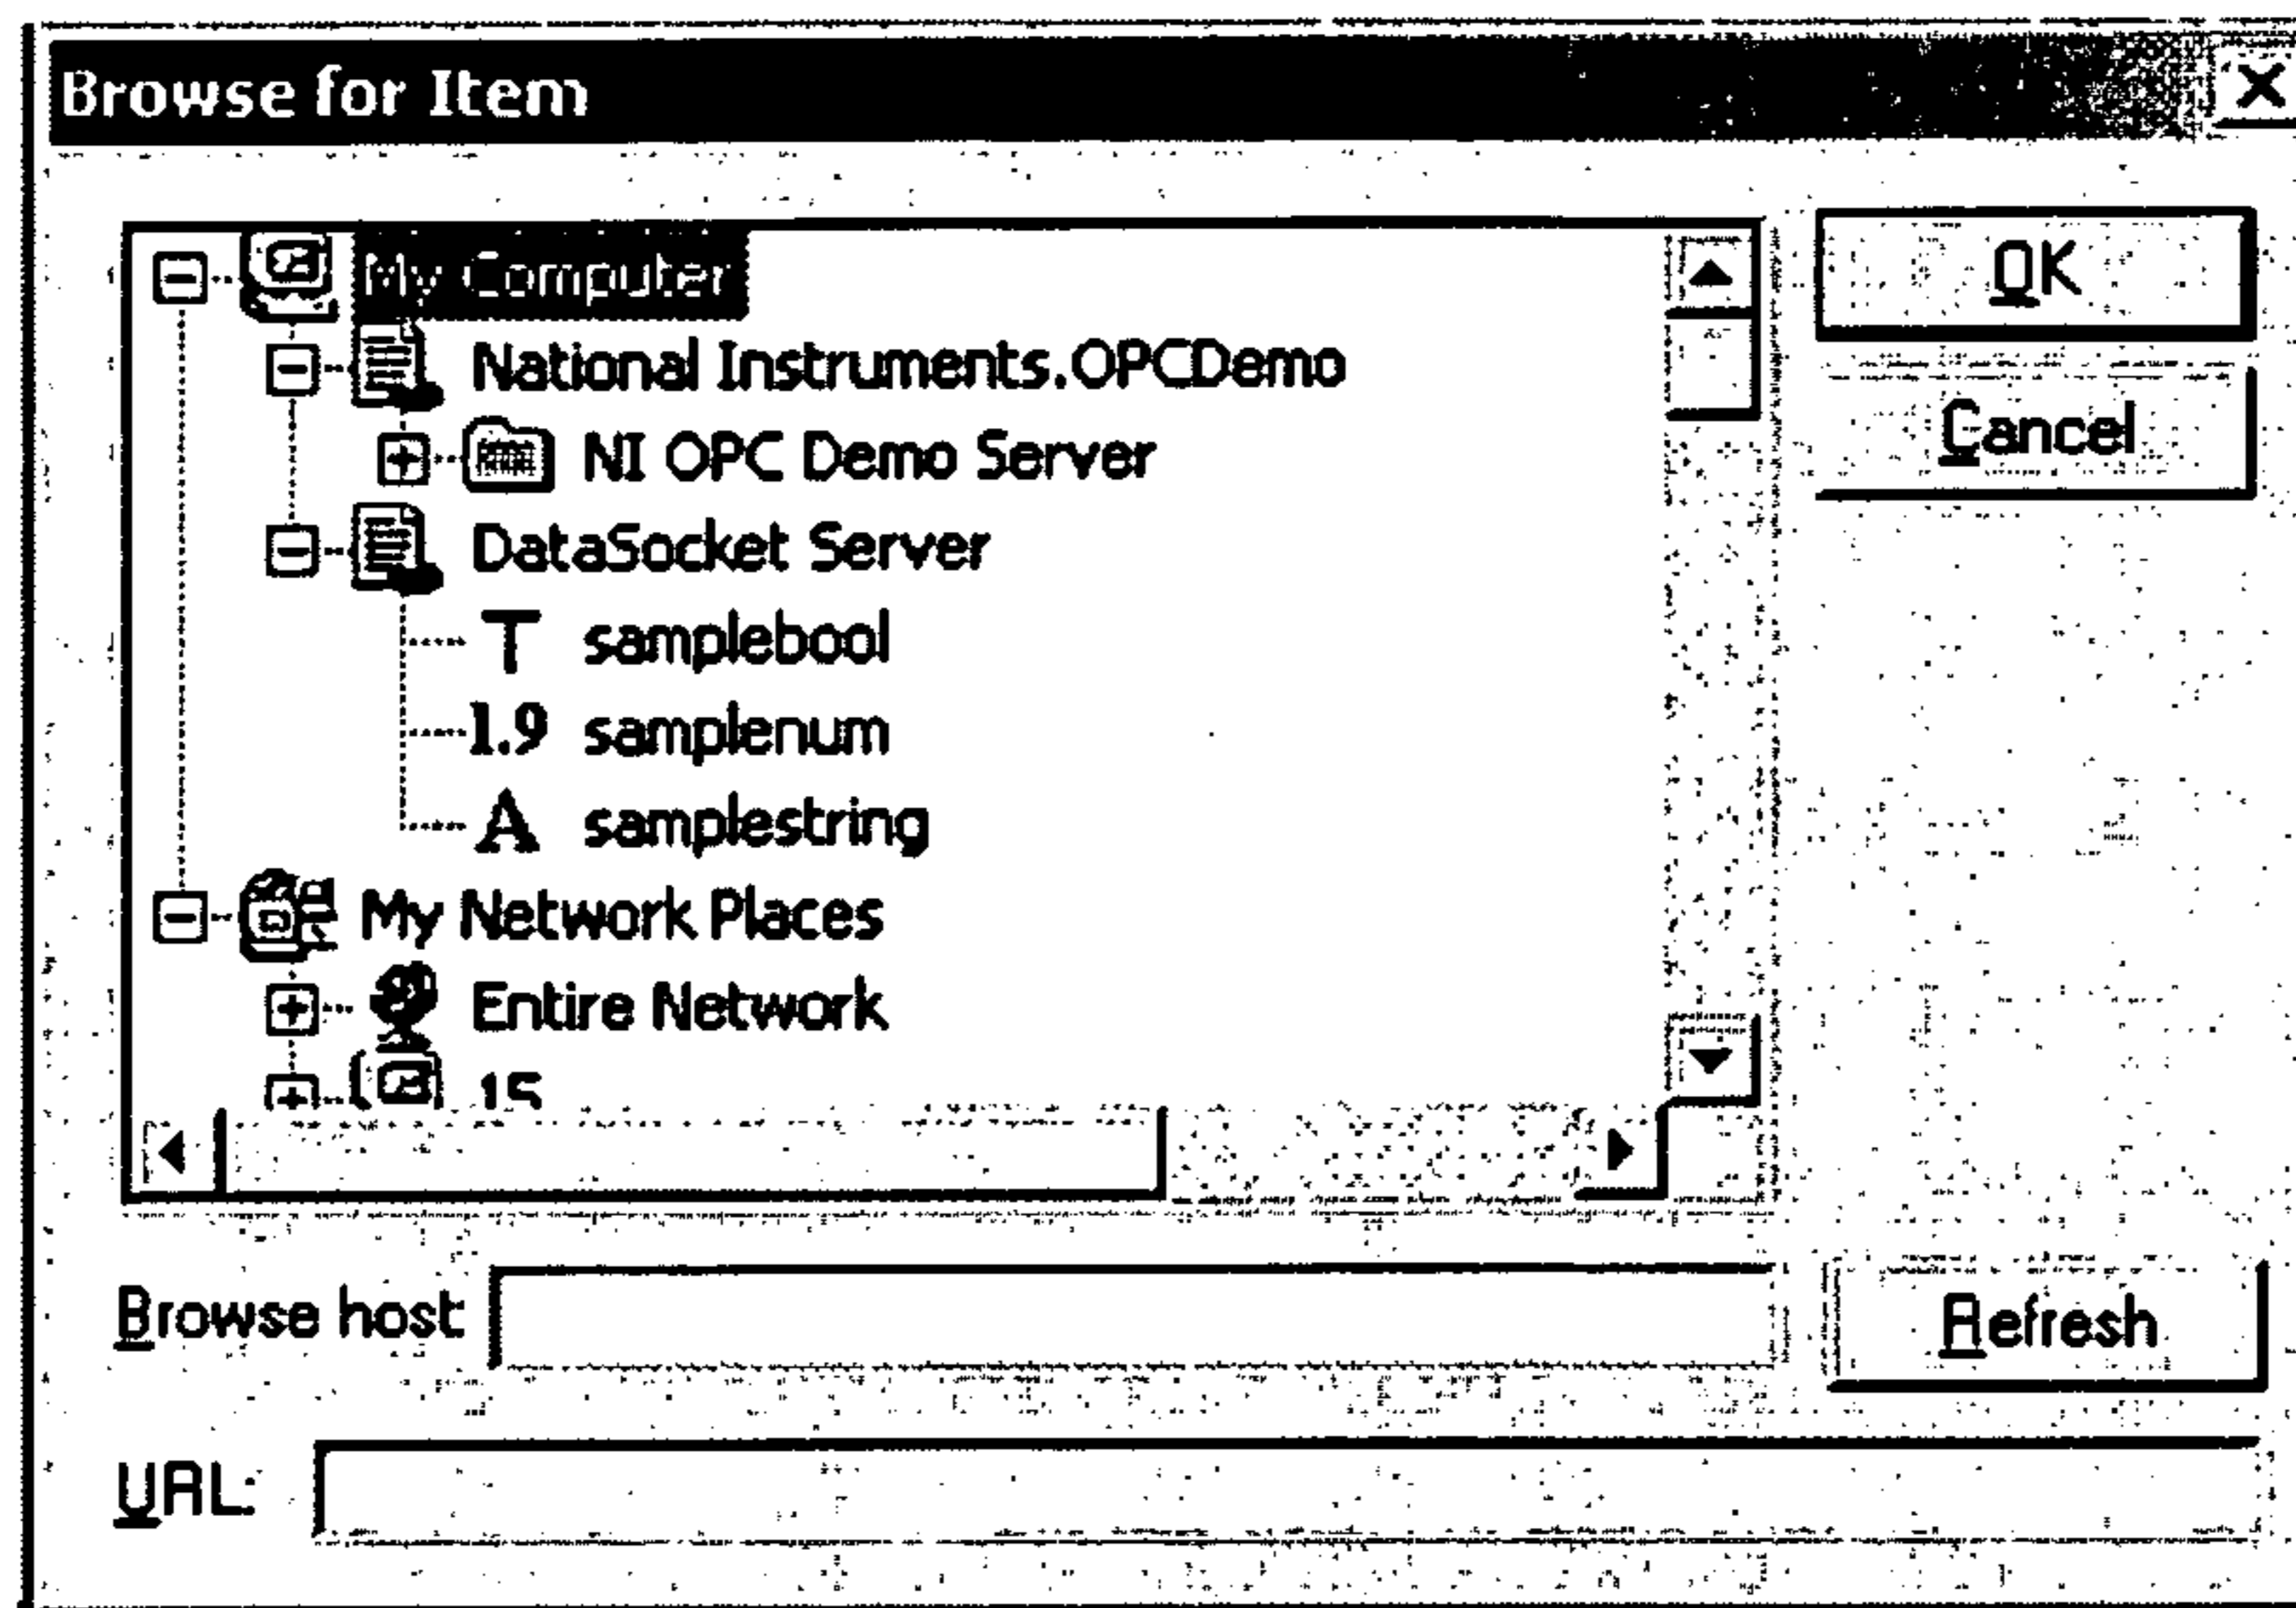 Browse for Item
My Computer
OK
National Instruments.OPCDemo
Cancel
NI OPC Demo Server
DataSocket Server
T samplebool
1.9 samplenum
A samplestring
My Network Places
Entire Network
Browse host
Refresh
URL: